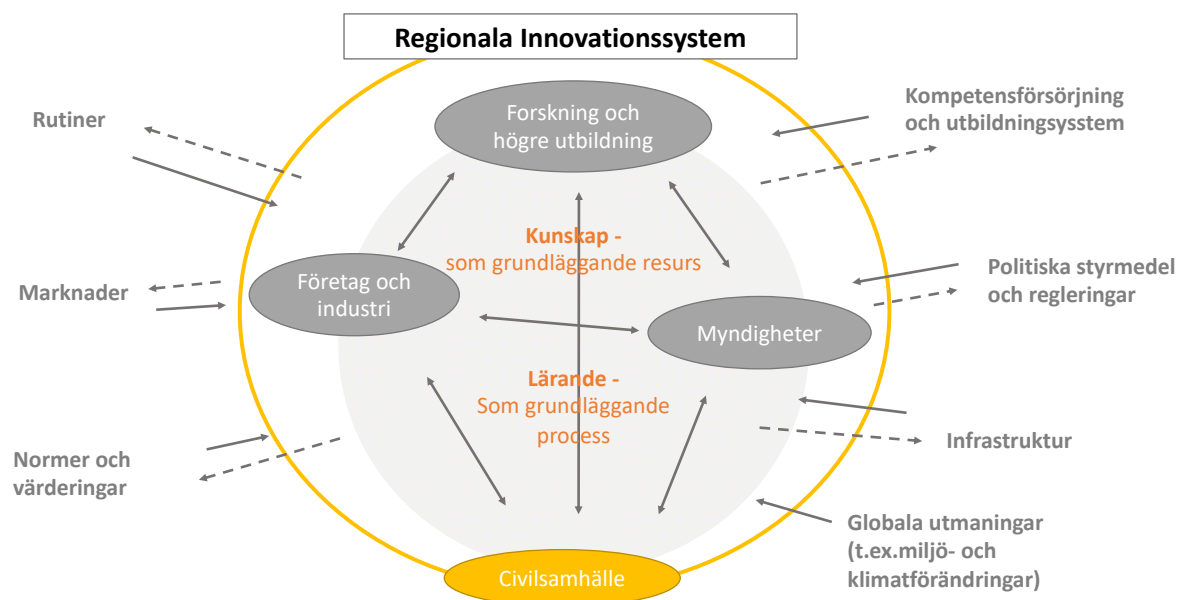 Regionala Innovationssystem
Forskning och
högre utbildning
Kompetensförsörjning
och utbildningsysstem
Rutiner
Kunskap -
som grundläggande resurs
Företag och
industri
Marknader
Politiska styrmedel
och regleringar
Myndigheter
Lärande -
Som grundläggande
process
Normer och
värderingar
Infrastruktur
Globala utmaningar
(t.ex.miljö- och
klimatförändringar)
Civilsamhälle